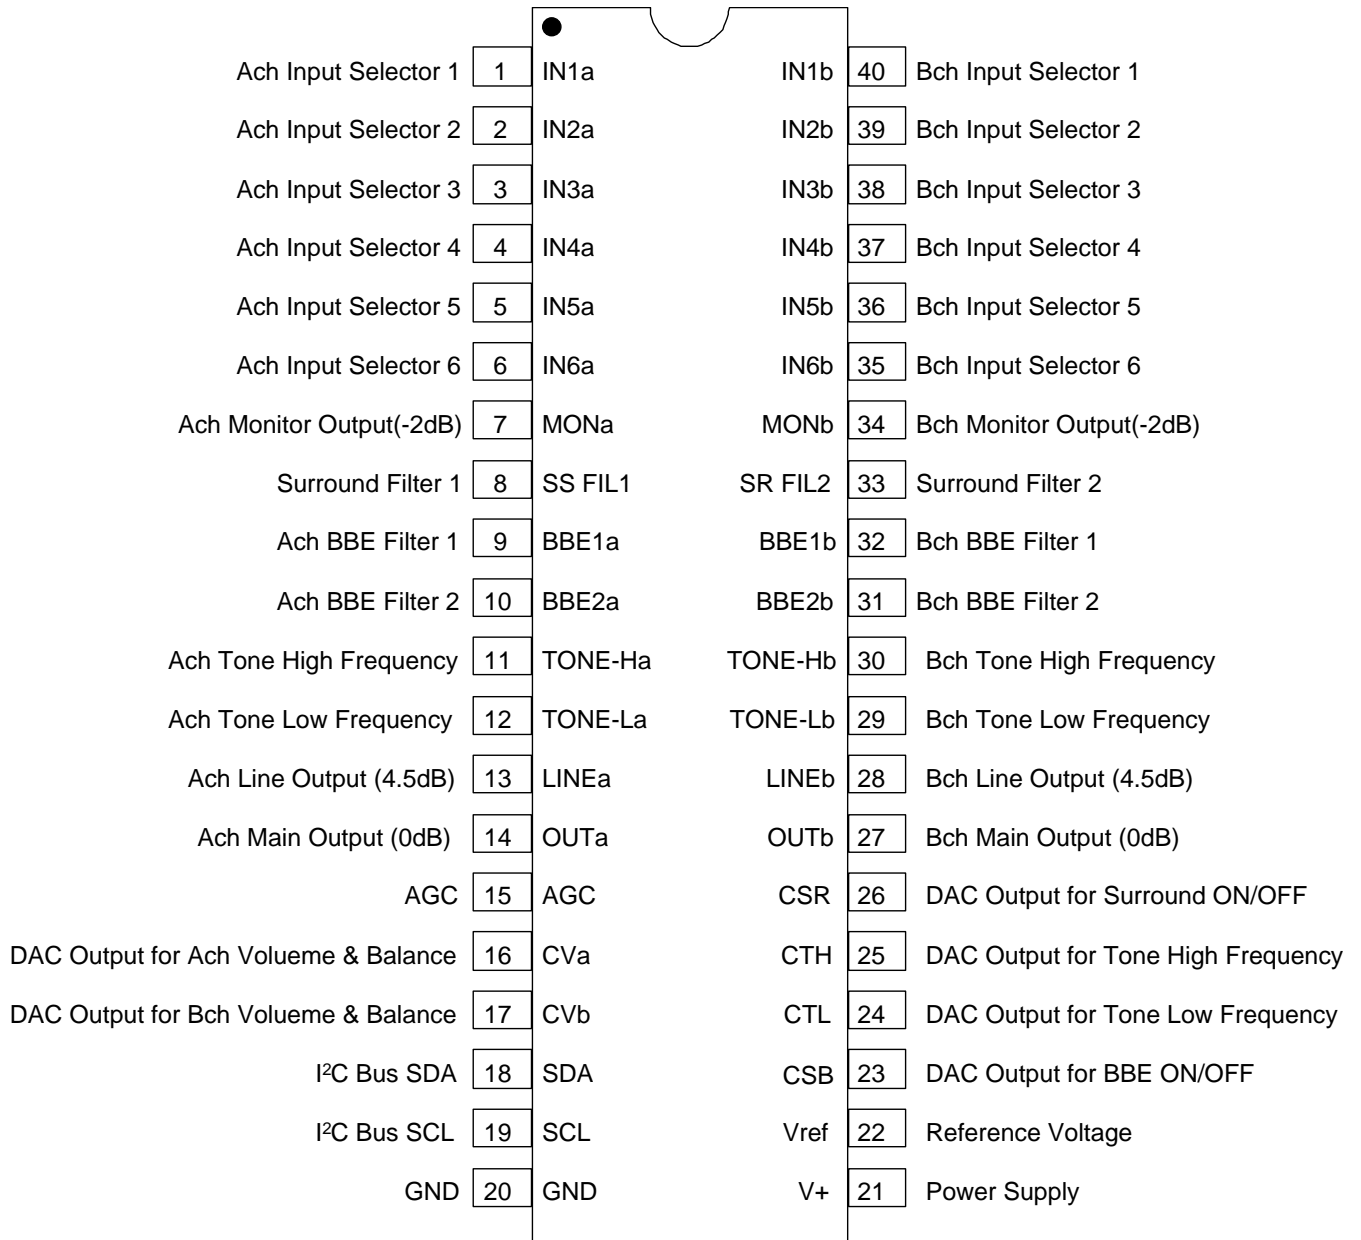 Ach Input Selector 1 1 IN1a IN1b 40 Bch Input Selector 1
Ach Input Selector 2 2 IN2a IN2b 39 Bch Input Selector 2
Ach Input Selector 3 3 IN3a IN3b 38 Bch Input Selector 3
Ach Input Selector 4 4 IN4a IN4b 37 Bch Input Selector 4
Ach Input Selector 5 5 IN5a IN5b 36 Bch Input Selector 5
Ach Input Selector 6 6 IN6a IN6b 35 Bch Input Selector 6
Ach Monitor Output(-2dB) 7 MONa MONb 34 Bch Monitor Output(-2dB)
Surround Filter 1 8 SS FIL1 SR FIL2 33 Surround Filter 2
Ach BBE Filter 1 9 BBE1a BBE1b 32 Bch BBE Filter 1
Ach BBE Filter 2 10 BBE2a BBE2b 31 Bch BBE Filter 2
Ach Tone High Frequency 11 TONE-Ha TONE-Hb 30 Bch Tone High Frequency
Ach Tone Low Frequency 12 TONE-La TONE-Lb 29 Bch Tone Low Frequency
Ach Line Output (4.5dB) 13 LINEa LINEb 28 Bch Line Output (4.5dB)
Ach Main Output (0dB) 14 OUTa OUTb 27 Bch Main Output (0dB)
AGC 15 AGC CSR 26 DAC Output for Surround ON/OFF
DAC Output for Ach Volueme & Balance 16 CVa CTH 25 DAC Output for Tone High Frequency
DAC Output for Bch Volueme & Balance 17 CVb CTL 24 DAC Output for Tone Low Frequency
I²C Bus SDA 18 SDA CSB 23 DAC Output for BBE ON/OFF
I²C Bus SCL 19 SCL Vref 22 Reference Voltage
GND 20 GND V+ 21 Power Supply